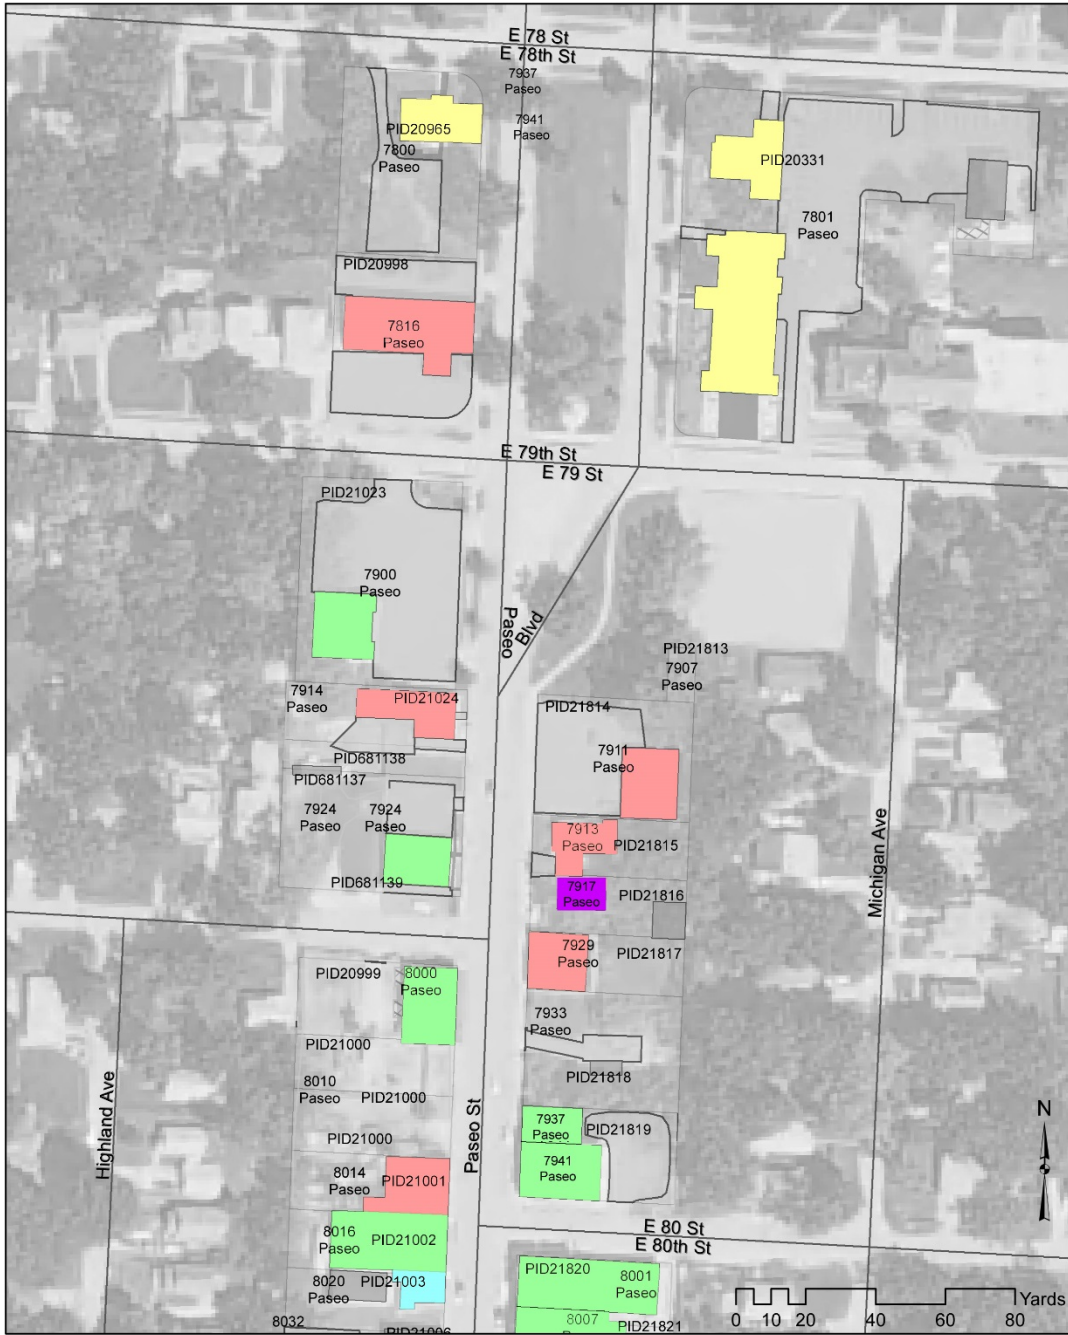 E 78 St
E 78th St
7937
Paseo
PID20965
7941
Paseo
7800
Paseo
PID20331
7801
Paseo
PID20998
7816
Paseo
E 79th St
E 79 St
PID21023
7900
Paseo
Paseo
Blvd
PID21813
7907
Paseo
7914
Paseo
PID21024
PID21814
7911
Paseo
PID681138
PID681137
7924
Paseo
7924
Paseo
7913
Paseo
PID21815
PID681139
7917
Paseo
PID21816
Michigan Ave
7929
Paseo
PID21817
PID20999
8000
Paseo
7933
Paseo
PID21000
PID21818
8010
Paseo
PID21000
Highland Ave
Paseo St
N
7937
Paseo
PID21819
PID21000
8014
Paseo
PID21001
7941
Paseo
8016
Paseo
PID21002
E 80 St
E 80th St
8020
Paseo
PID21003
PID21820
8001
Paseo
Yards
0 10 20 40 60 80
8032
8007
PID21821